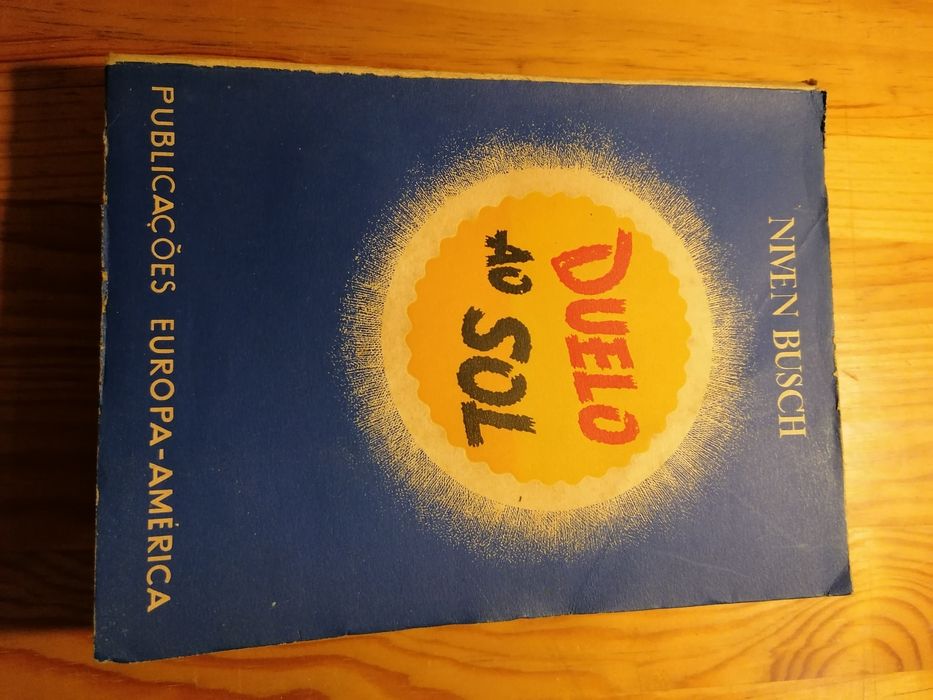 NIVEN BUSCH
DUELO
AO SOL
PUBLICAÇÕES EUROPA-AMÉRICA